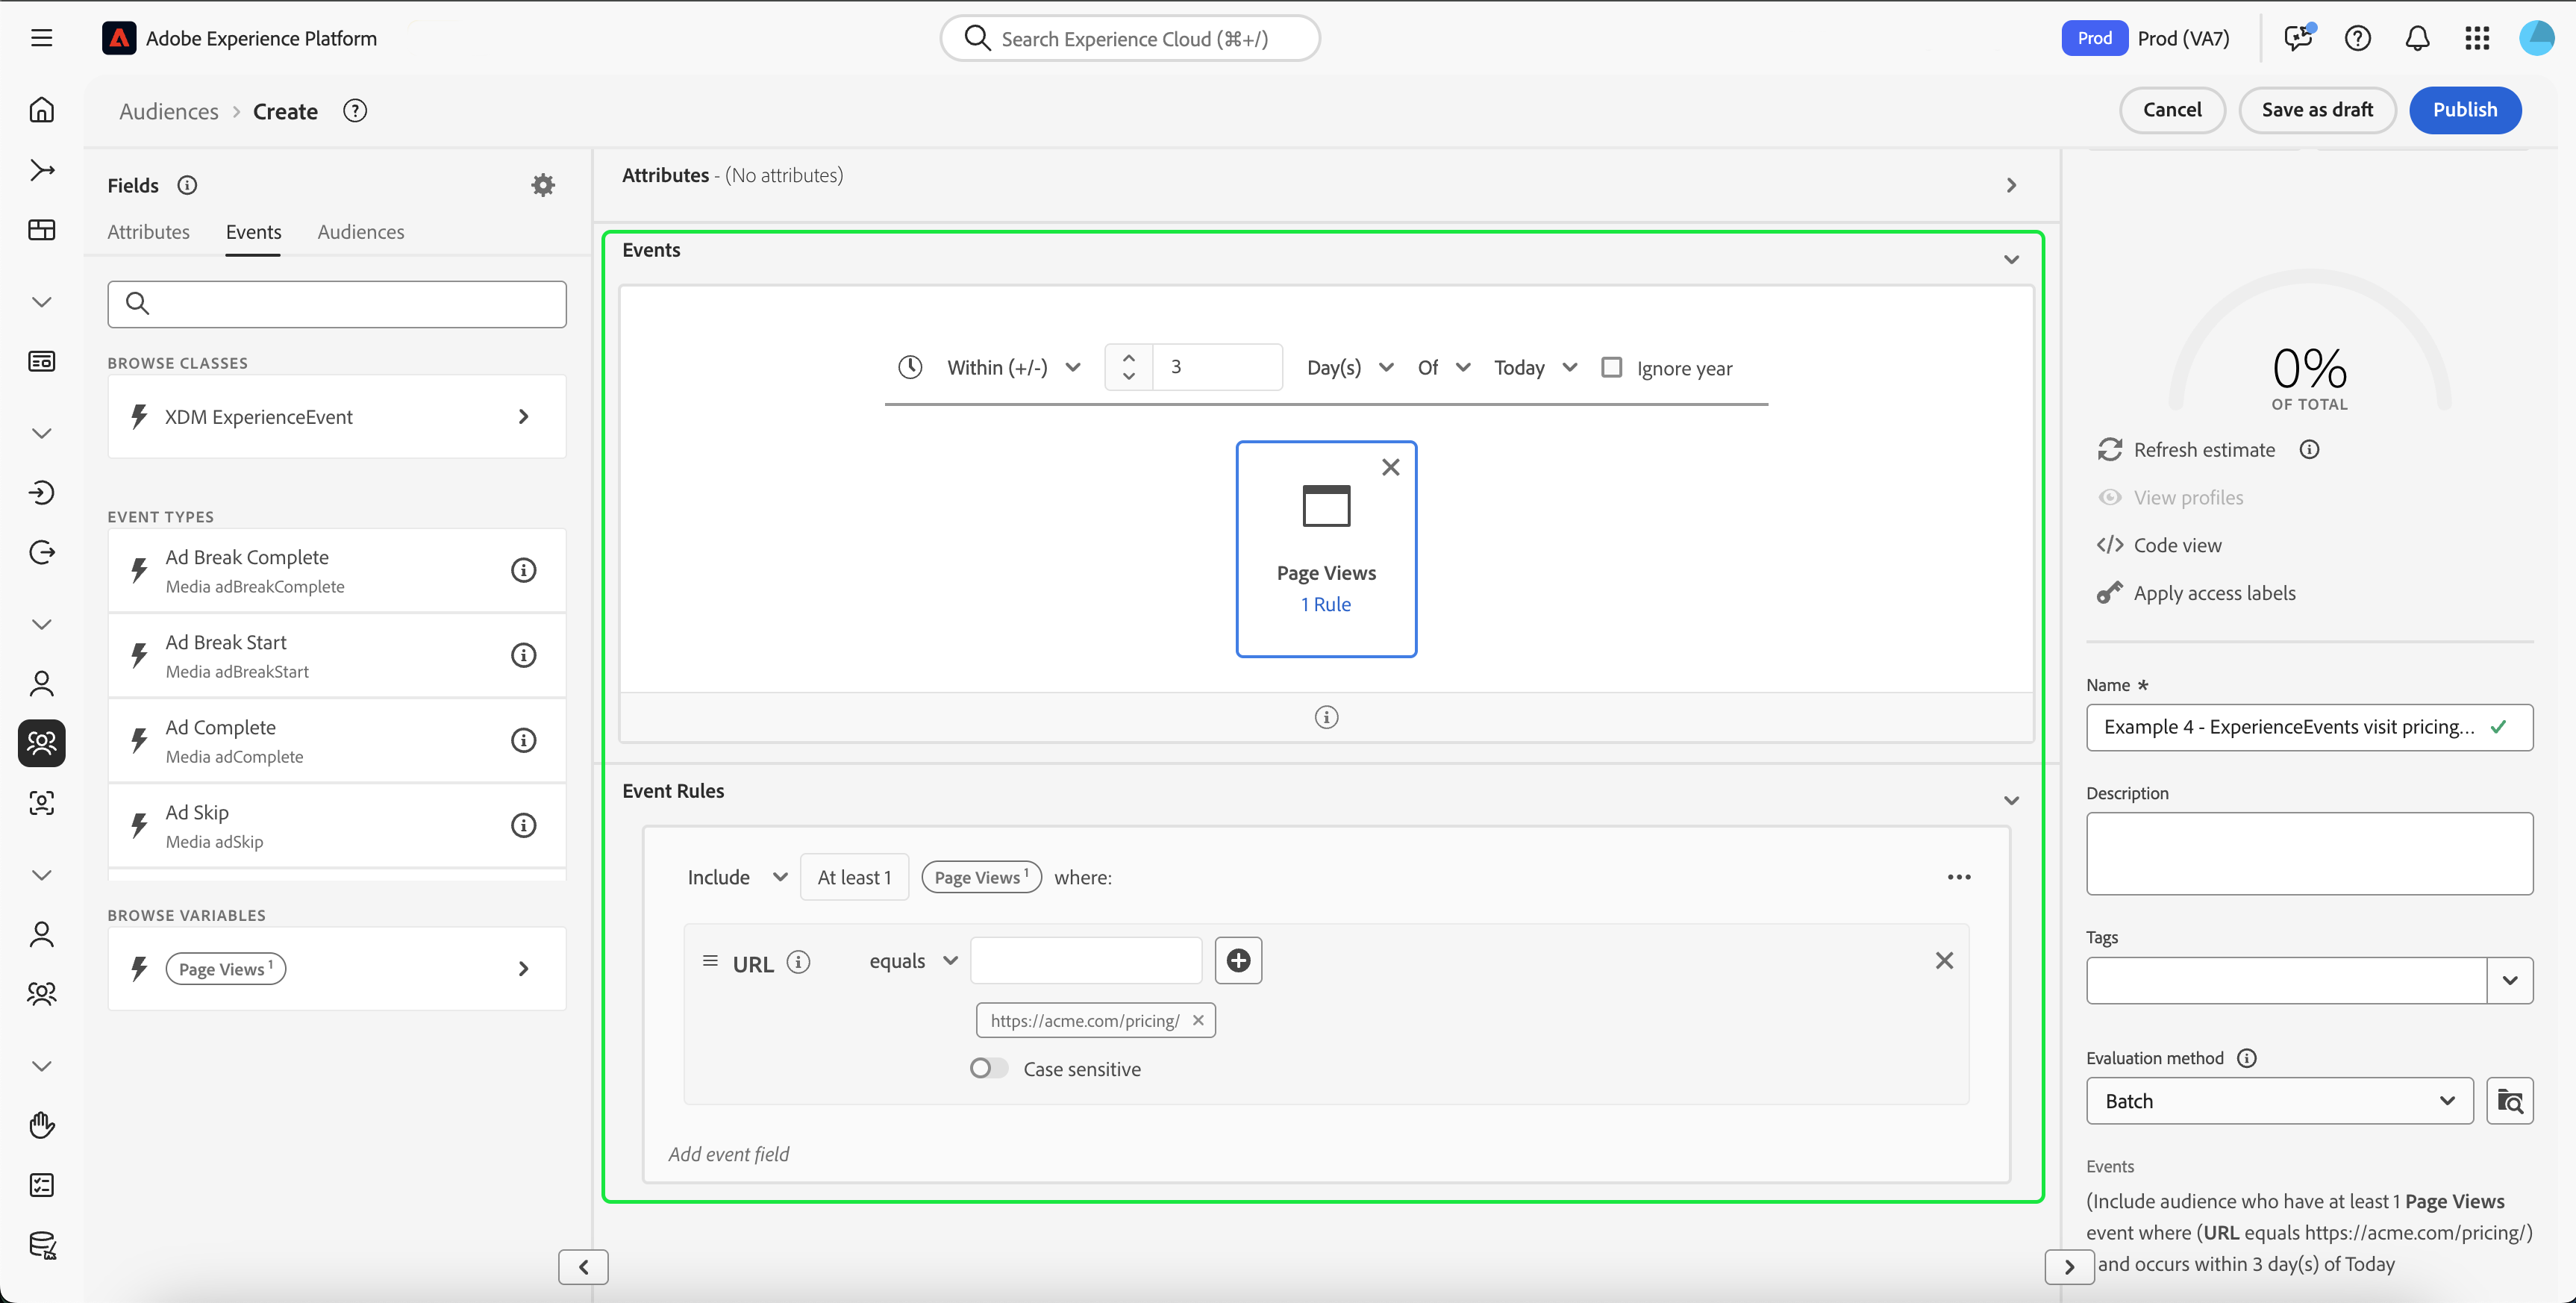 Adobe Experience Platform
Search Experience Cloud (⌘+/)
Prod
Prod (VA7)
Audiences
Create
Cancel
Save as draft
Publish
Fields
Attributes
Events
Audiences
BROWSE CLASSES
XDM ExperienceEvent
EVENT TYPES
Ad Break Complete
Media adBreakComplete
Ad Break Start
Media adBreakStart
Ad Complete
Media adComplete
Ad Skip
Media adSkip
BROWSE VARIABLES
Page Views 1
Attributes - (No attributes)
Events
Within (+/-) 3 Day(s) Of Today Ignore year
Page Views
1 Rule
Event Rules
Include At least 1 Page Views 1 where:
URL equals
https://acme.com/pricing/
Case sensitive
Add event field
0%
OF TOTAL
Refresh estimate
View profiles
Code view
Apply access labels
Name *
Example 4 - ExperienceEvents visit pricing...
Description
Tags
Evaluation method
Batch
Events
(Include audience who have at least 1 Page Views
event where (URL equals https://acme.com/pricing/)
and occurs within 3 day(s) of Today